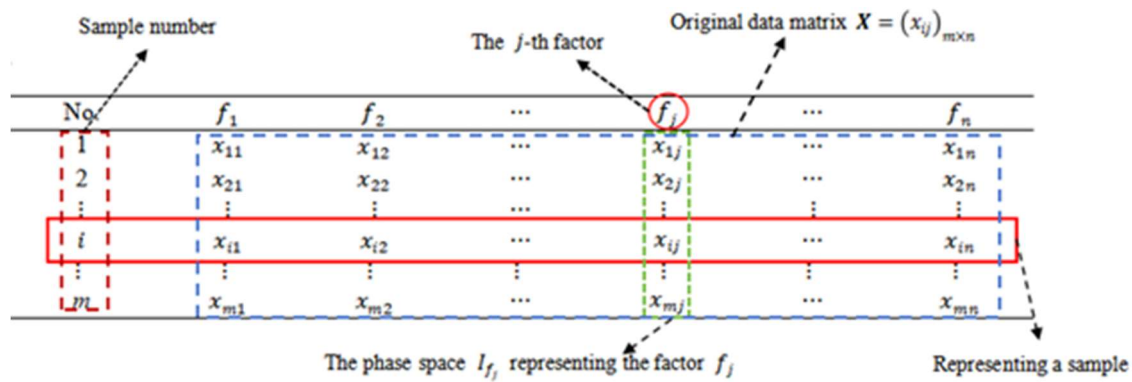 Sample number
Original data matrix X = (x_ij)_m×n
The j-th factor
No. f_1 f_2 ... f_j ... f_n
1 x_11 x_12 ... x_1j ... x_1n
2 x_21 x_22 ... x_2j ... x_2n
⋮ ⋮ ⋮ ... ⋮ ⋮ ⋮
i x_i1 x_i2 ... x_ij ... x_in
⋮ ⋮ ⋮ ⋮ ⋮ ⋮ ⋮
m x_m1 x_m2 ... x_mj ... x_mn
The phase space I_f_j representing the factor f_j
Representing a sample